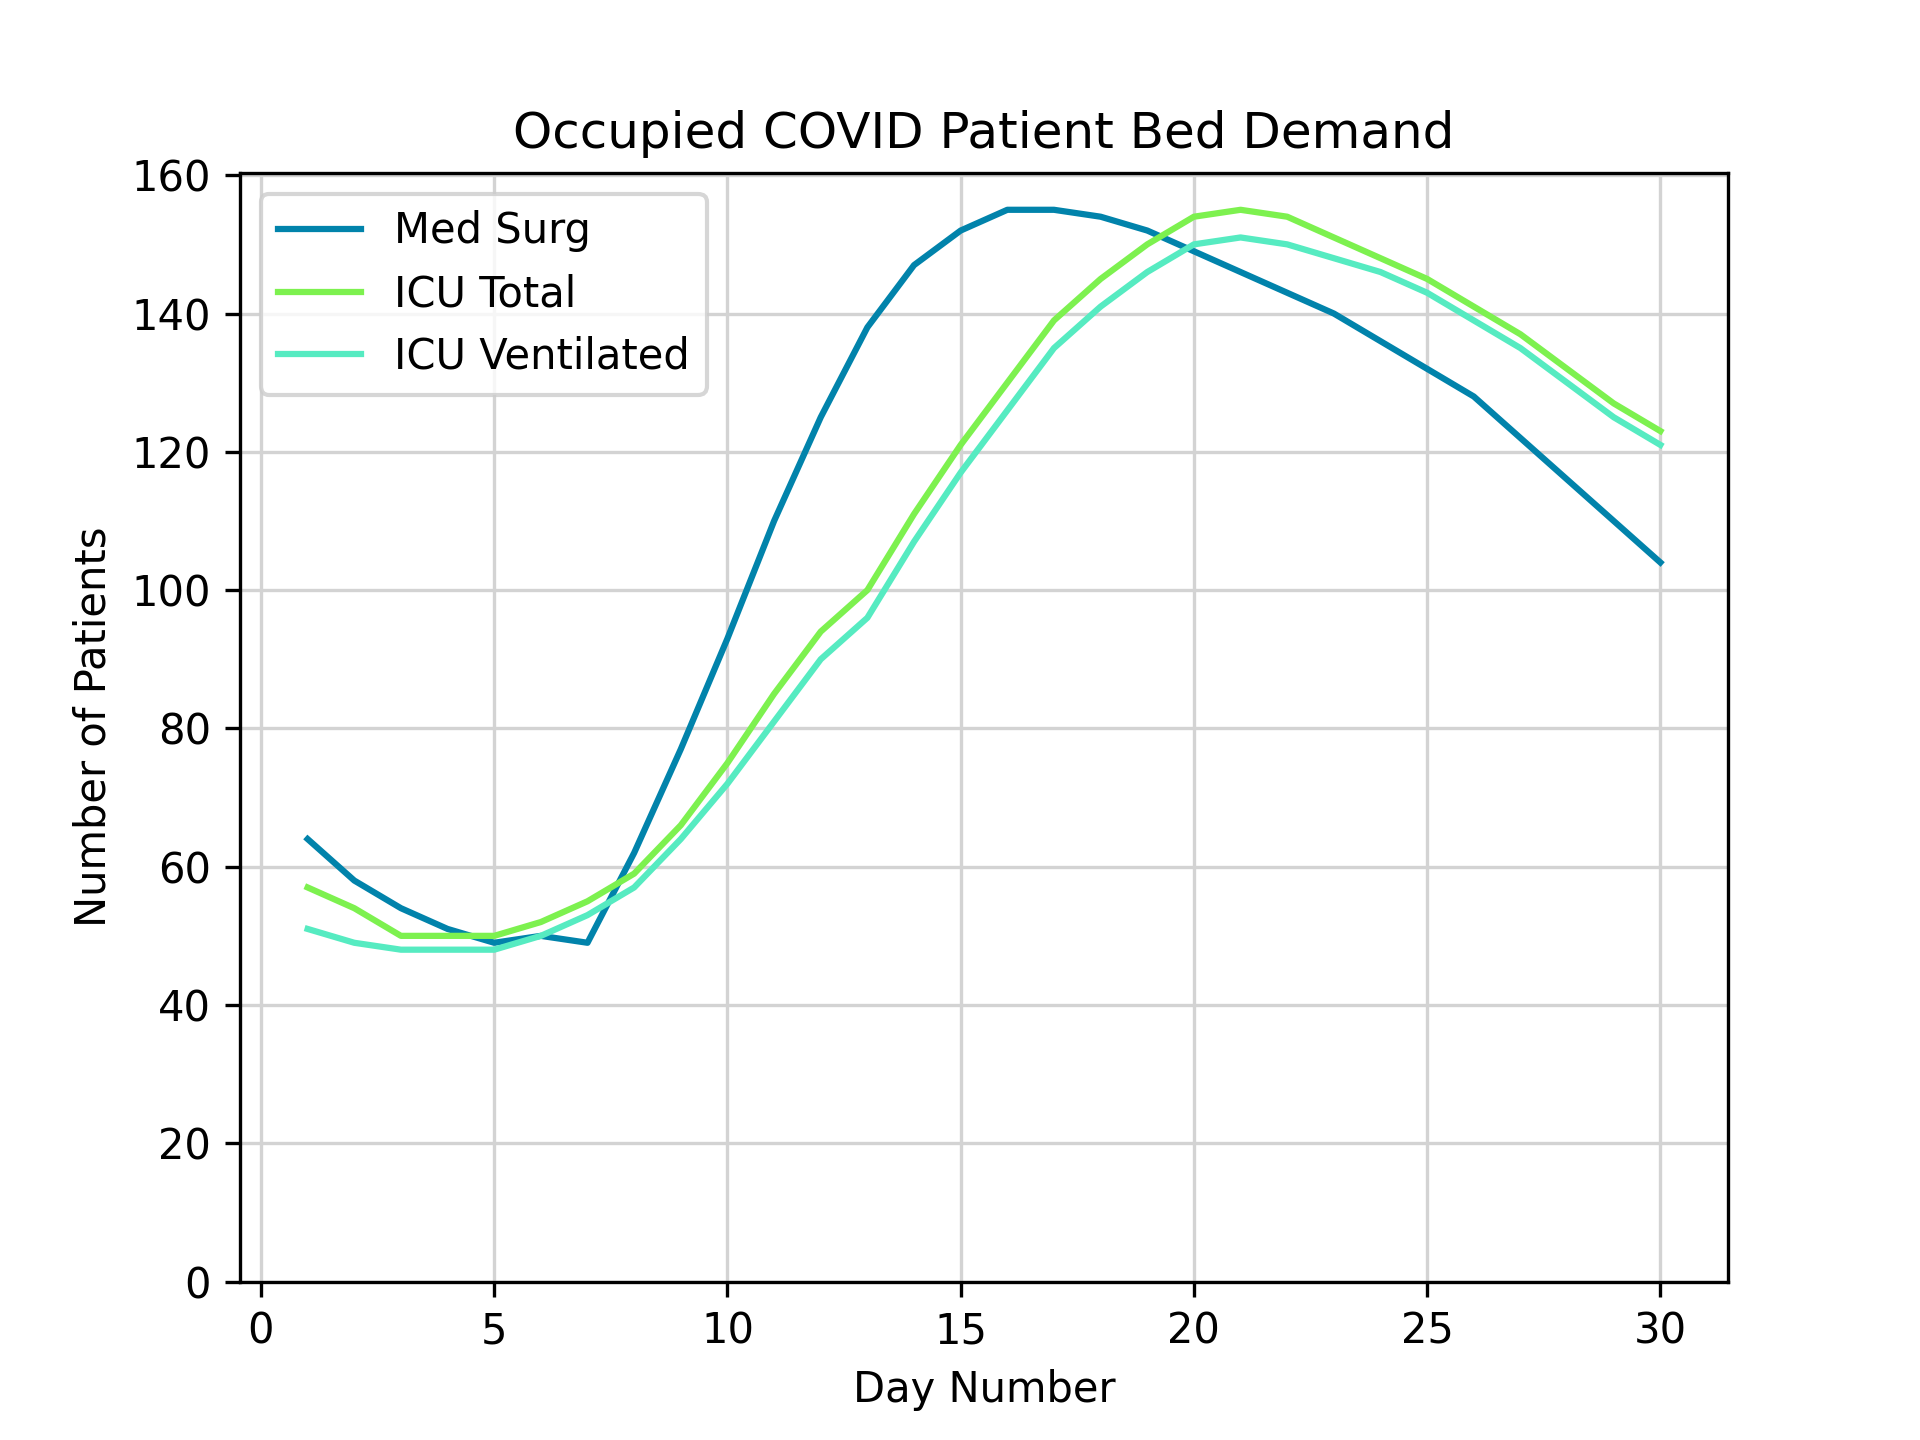 Occupied COVID Patient Bed Demand
160
140
120
100
80
60
40
20
0
Number of Patients
Med Surg
ICU Total
ICU Ventilated
0 5 10 15 20 25 30
Day Number